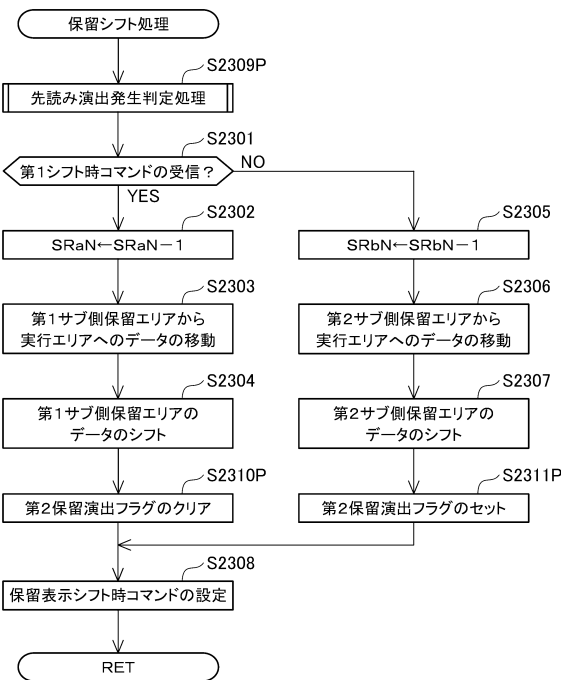 保留シフト処理
S2309P
先読み演出発生判定処理
S2301
第1シフト時コマンドの受信？
NO
YES
S2302
SRaN←SRaN－1
S2303
第1サブ側保留エリアから
実行エリアへのデータの移動
S2304
第1サブ側保留エリアの
データのシフト
S2310P
第2保留演出フラグのクリア
S2305
SRbN←SRbN－1
S2306
第2サブ側保留エリアから
実行エリアへのデータの移動
S2307
第2サブ側保留エリアの
データのシフト
S2311P
第2保留演出フラグのセット
S2308
保留表示シフト時コマンドの設定
RET